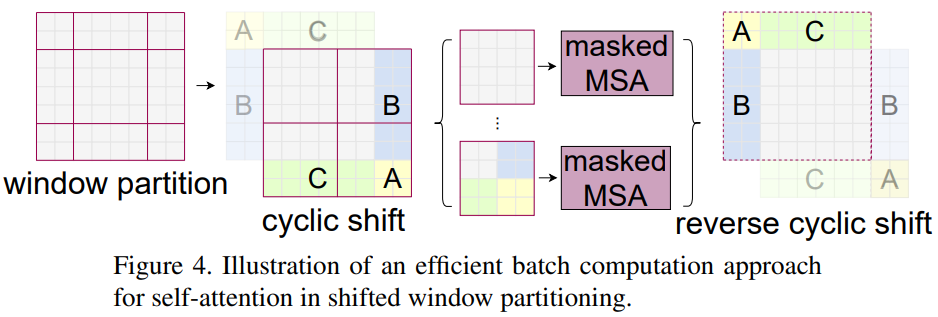 A
C
B
B
C
A
window partition
cyclic shift
masked
MSA
⋮
masked
MSA
A
C
B
B
C
A
reverse cyclic shift
Figure 4. Illustration of an efficient batch computation approach
for self-attention in shifted window partitioning.